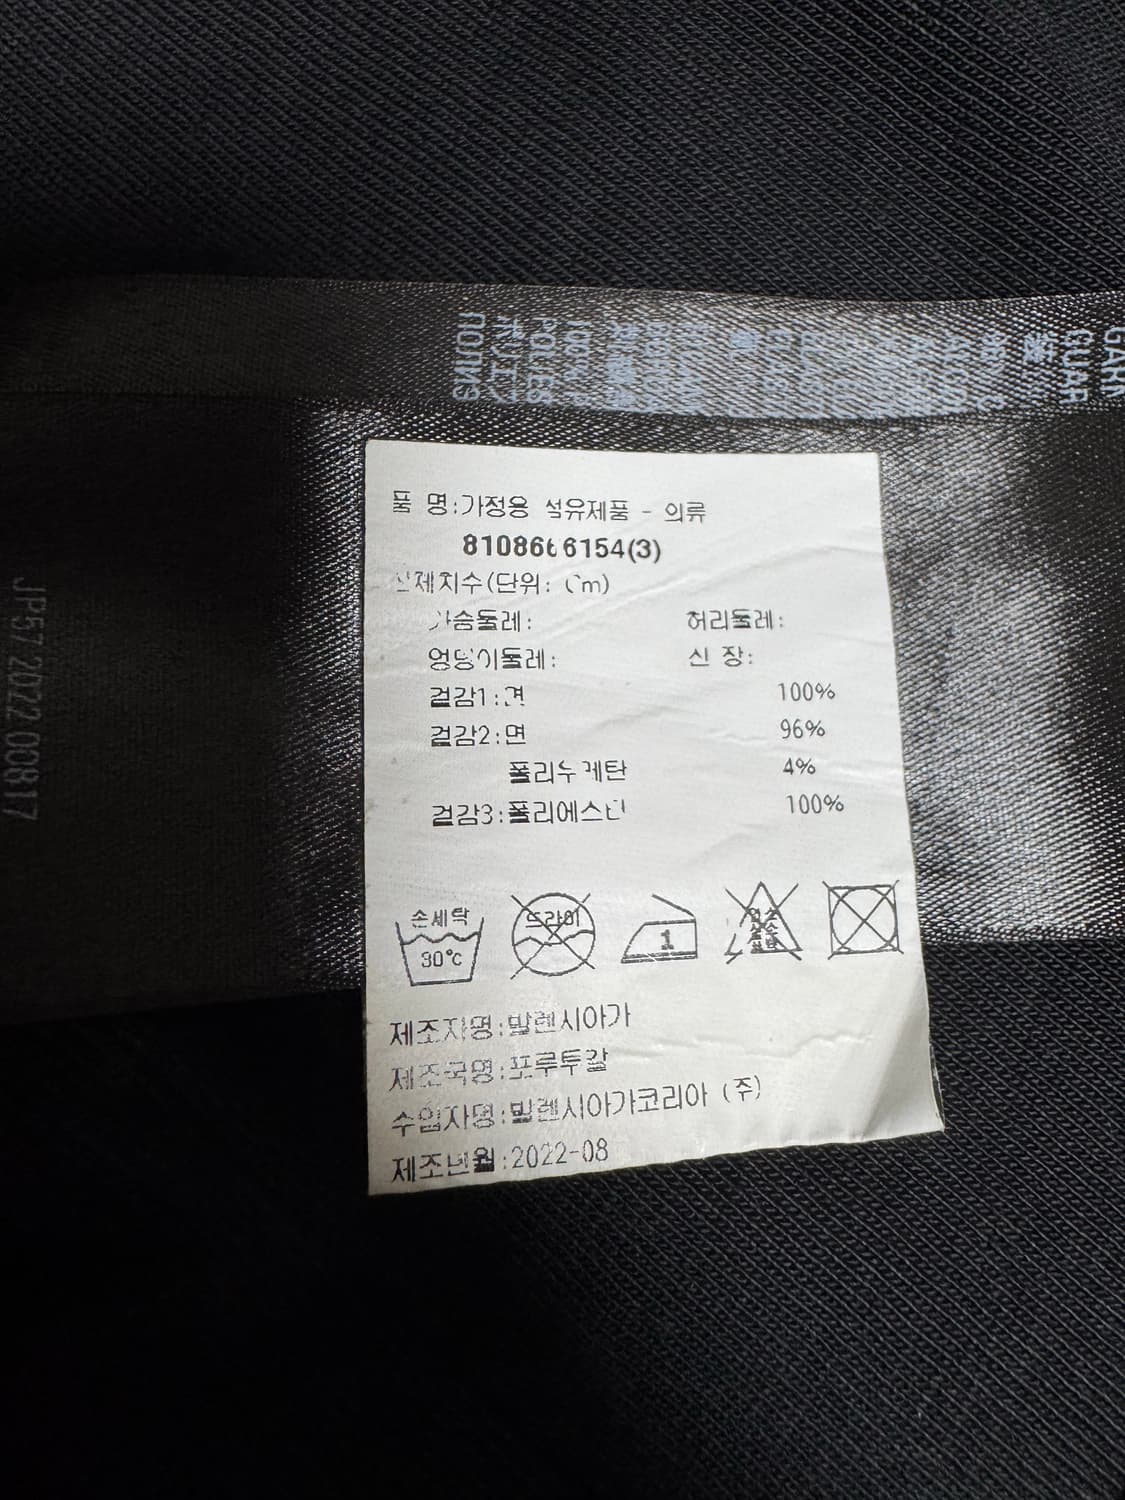 품 명:가정용 섬유제품 - 의류
8108666154(3)
신체치수(단위: Cm)
가슴둘레: 허리둘레:
엉덩이둘레: 신 장:
겉감1:면 100%
겉감2:면 96%
폴리우레탄 4%
겉감3:폴리에스터 100%
손세탁 드라이
30℃ 1
제조자명:발렌시아가
제조국명:포루투갈
수입자명:발렌시아가코리아 (주)
제조년월:2022-08
JP57 2022 00817